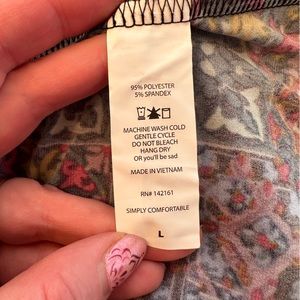 95% POLYESTER
5% SPANDEX
MACHINE WASH COLD
GENTLE CYCLE
DO NOT BLEACH
HANG DRY
OR you'll be sad
MADE IN VIETNAM
RN# 142161
SIMPLY COMFORTABLE
L